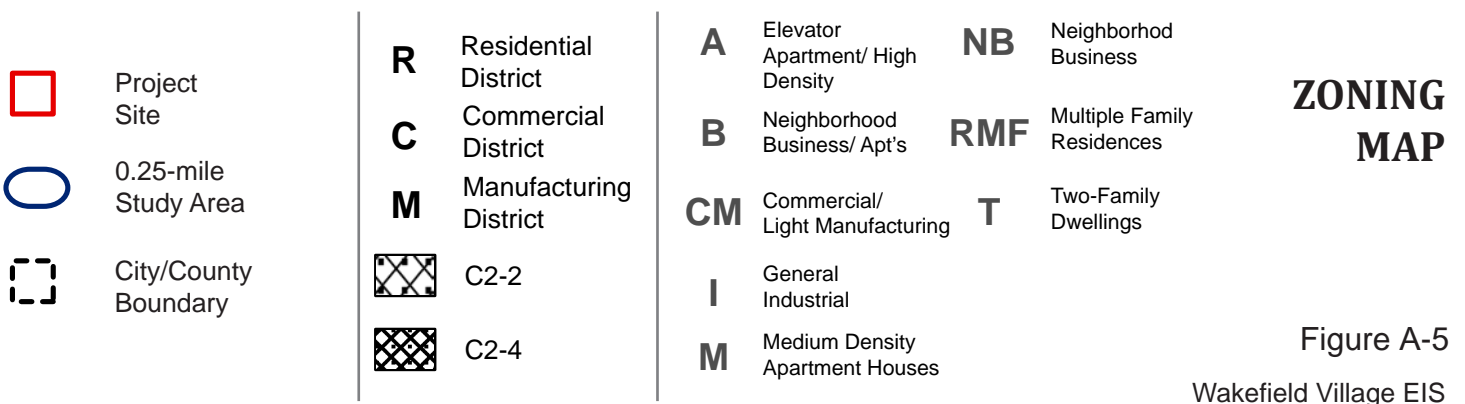 Project
Site
0.25-mile
Study Area
City/County
Boundary
R
Residential
District
C
Commercial
District
M
Manufacturing
District
C2-2
C2-4
A
Elevator
Apartment/ High
Density
B
Neighborhood
Business/ Apt's
CM
Commercial/
Light Manufacturing
I
General
Industrial
M
Medium Density
Apartment Houses
NB
Neighborhod
Business
RMF
Multiple Family
Residences
T
Two-Family
Dwellings
ZONING
MAP
Figure A-5
Wakefield Village EIS